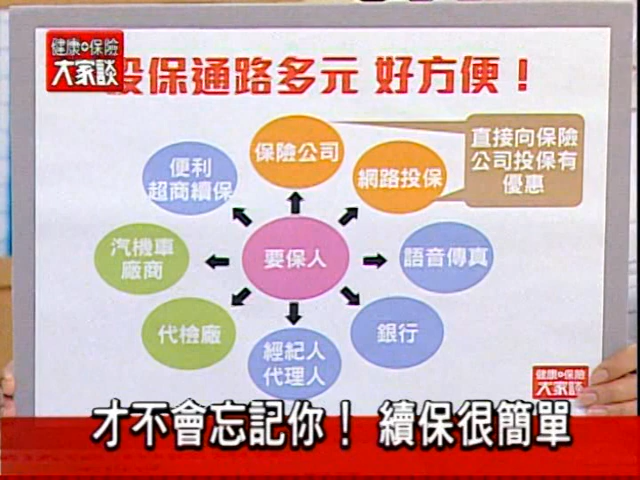 健康保險
大家談
投保通路多元 好方便！
保險公司
直接向保險
公司投保有
優惠
便利
超商續保
網路投保
汽機車
廠商
要保人
語音傳真
代檢廠
經紀人
代理人
銀行
健康保險
大家談
才不會忘記你！ 續保很簡單